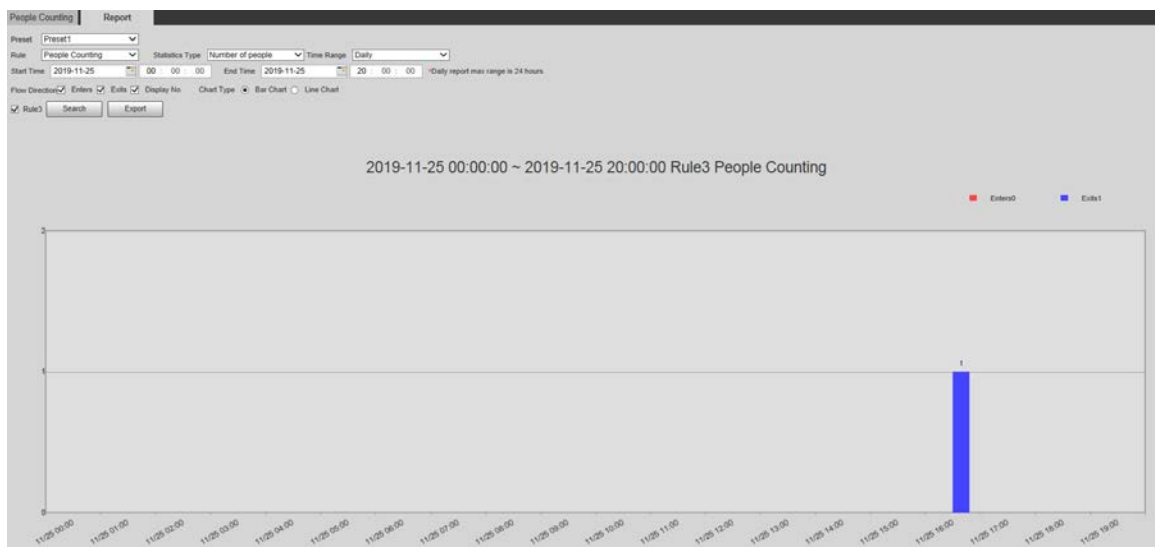 People Counting Report
Preset Preset1
Rule People Counting Statistics Type Number of people Time Range Daily
Start Time 2019-11-25 00 : 00 : 00 End Time 2019-11-25 20 : 00 : 00 *Daily report max range is 24 hours
Flow Direction Enters Exits Display No. Chart Type Bar Chart Line Chart
Rule3 Search Export
2019-11-25 00:00:00 ~ 2019-11-25 20:00:00 Rule3 People Counting
Enters0 Exits1
2
1
1
0
11/25 00:00 11/25 01:00 11/25 02:00 11/25 03:00 11/25 04:00 11/25 05:00 11/25 06:00 11/25 07:00 11/25 08:00 11/25 09:00 11/25 10:00 11/25 11:00 11/25 12:00 11/25 13:00 11/25 14:00 11/25 15:00 11/25 16:00 11/25 17:00 11/25 18:00 11/25 19:00